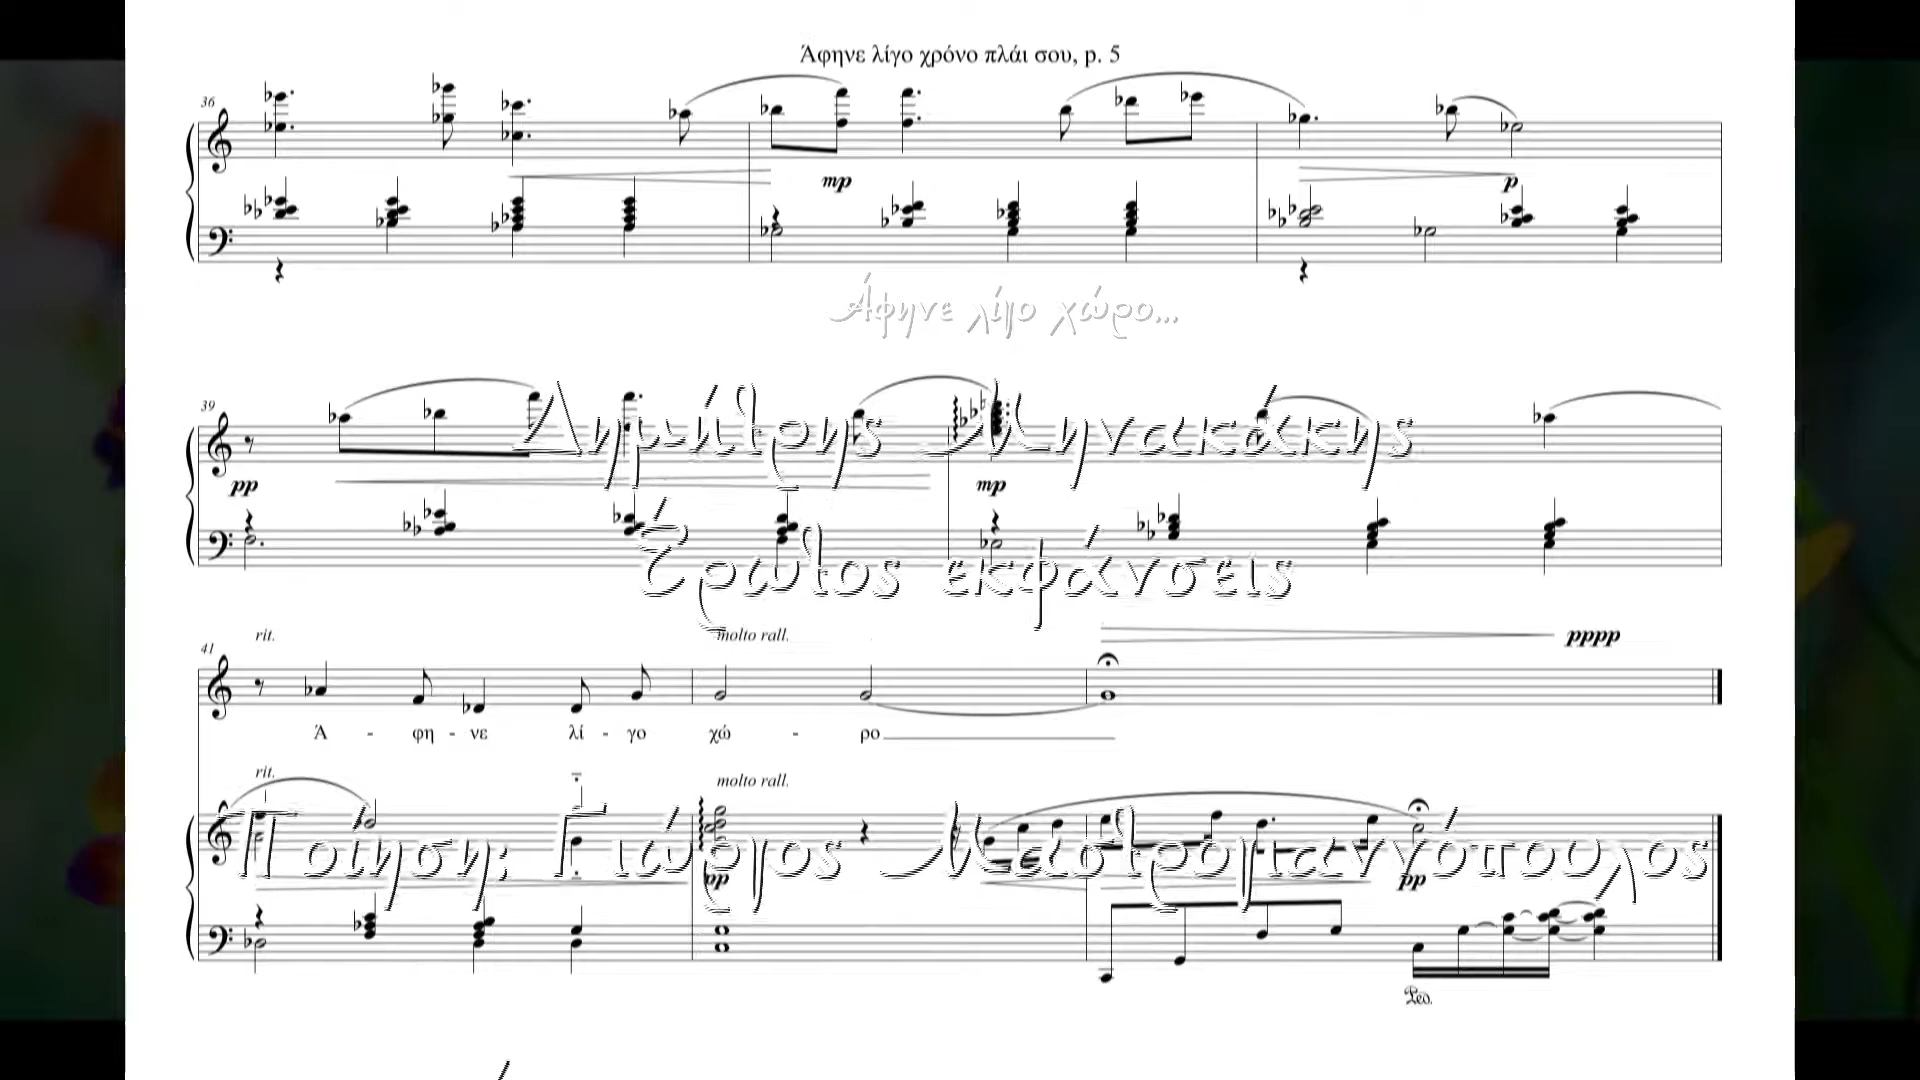 Άφηνε λίγο χρόνο πλάι σου, p. 5
36
mp
p
Άφηνε λίγο χώρο...
39
Δημήτρης Μηνακάκης
pp
mp
Έρωτος εκφάνσεις
rit.
molto rall.
pppp
41
Ά - φη - νε λί - γο χώ - ρο
rit.
molto rall.
Ποίηση: Γιώργος Μεϊστρογιαννόπουλος
pp
pp
Ped.